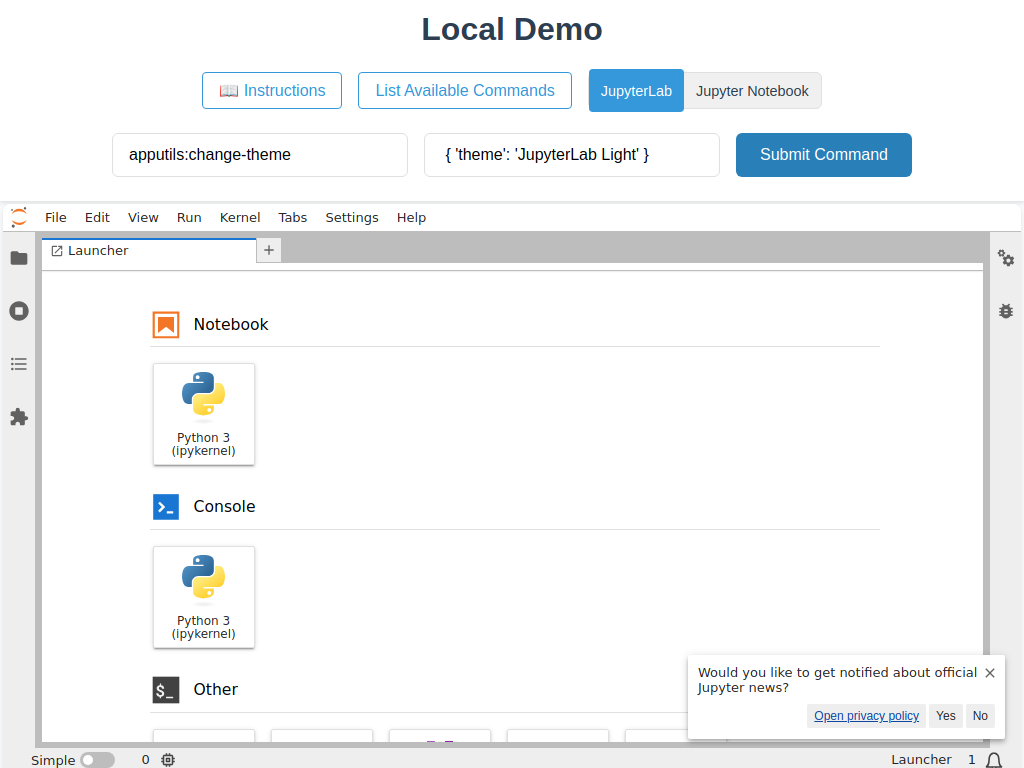 Local Demo
📖 Instructions
List Available Commands
JupyterLab
Jupyter Notebook
apputils:change-theme
{ 'theme': 'JupyterLab Light' }
Submit Command
File Edit View Run Kernel Tabs Settings Help
Launcher
Notebook
Python 3
(ipykernel)
Console
Python 3
(ipykernel)
$_ Other
Would you like to get notified about official
Jupyter news?
Open privacy policy Yes No
Simple 0 Launcher 1